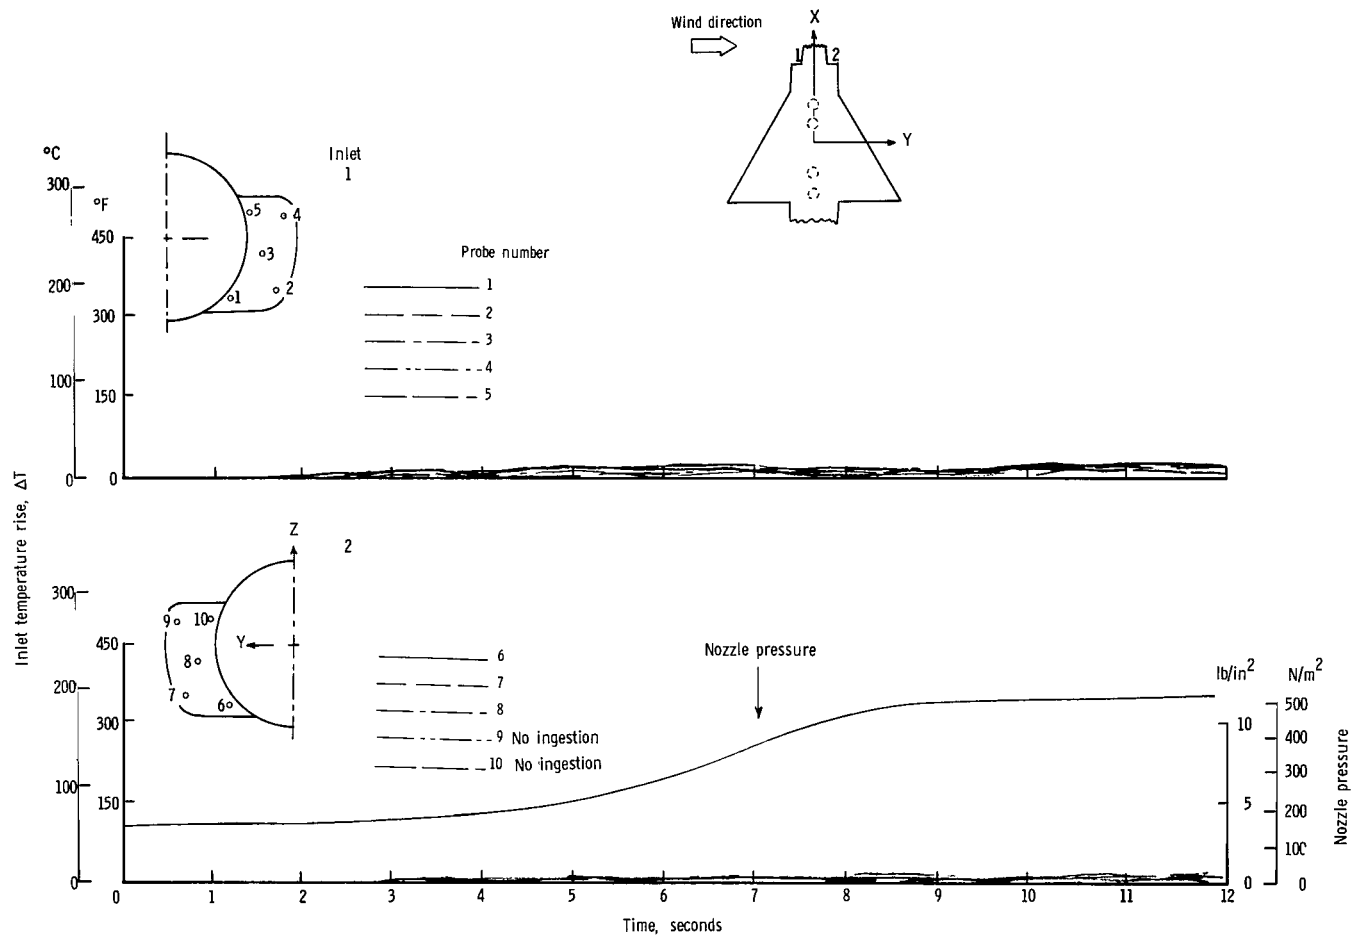 Wind direction
X
1 2
Y
°C
Inlet
1
300
°F
5 4
450
3
Probe number
200
1 2
1
300
2
3
4
100
150
5
0 0
Inlet temperature rise, ΔT
Z
2
300
9 10
450
Y
8
Nozzle pressure
6
lb/in² N/m²
7
200
7 6
8
500
300
10
9 No ingestion
400
10 No ingestion
300
100
150
5
200
100
0
0 0
0 1 2 3 4 5 6 7 8 9 10 11 12
Nozzle pressure
Time, seconds